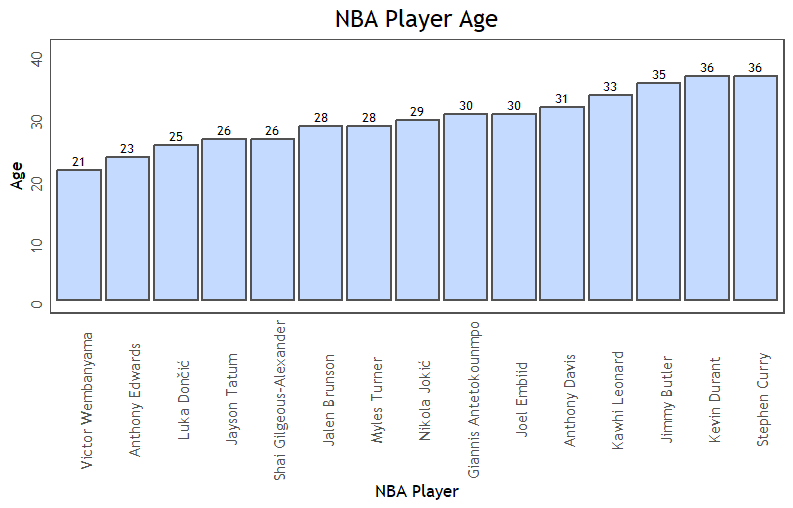 NBA Player Age
Age
40
30
20
10
0
21
23
25
26
26
28
28
29
30
30
31
33
35
36
36
Victor Wembanyama
Anthony Edwards
Luka Dončić
Jayson Tatum
Shai Gilgeous-Alexander
Jalen Brunson
Myles Turner
Nikola Jokić
Giannis Antetokounmpo
Joel Embiid
Anthony Davis
Kawhi Leonard
Jimmy Butler
Kevin Durant
Stephen Curry
NBA Player